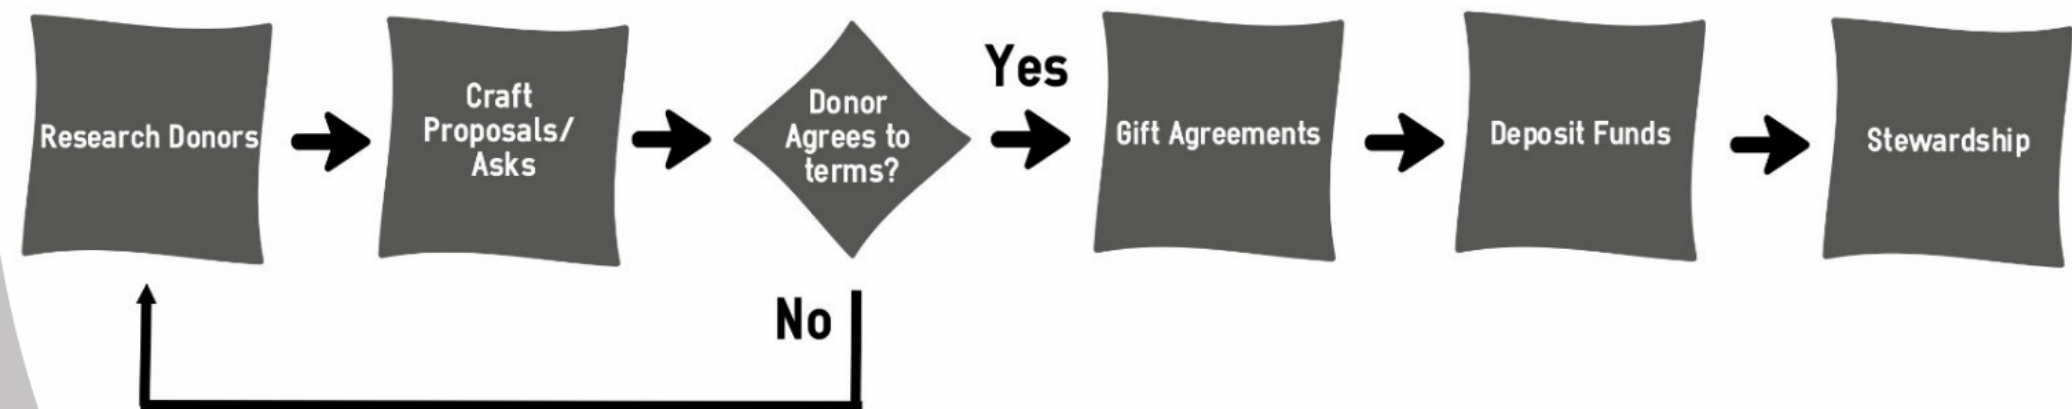 Research Donors
Craft
Proposals/
Asks
Donor
Agrees to
terms?
Yes
No
Gift Agreements
Deposit Funds
Stewardship